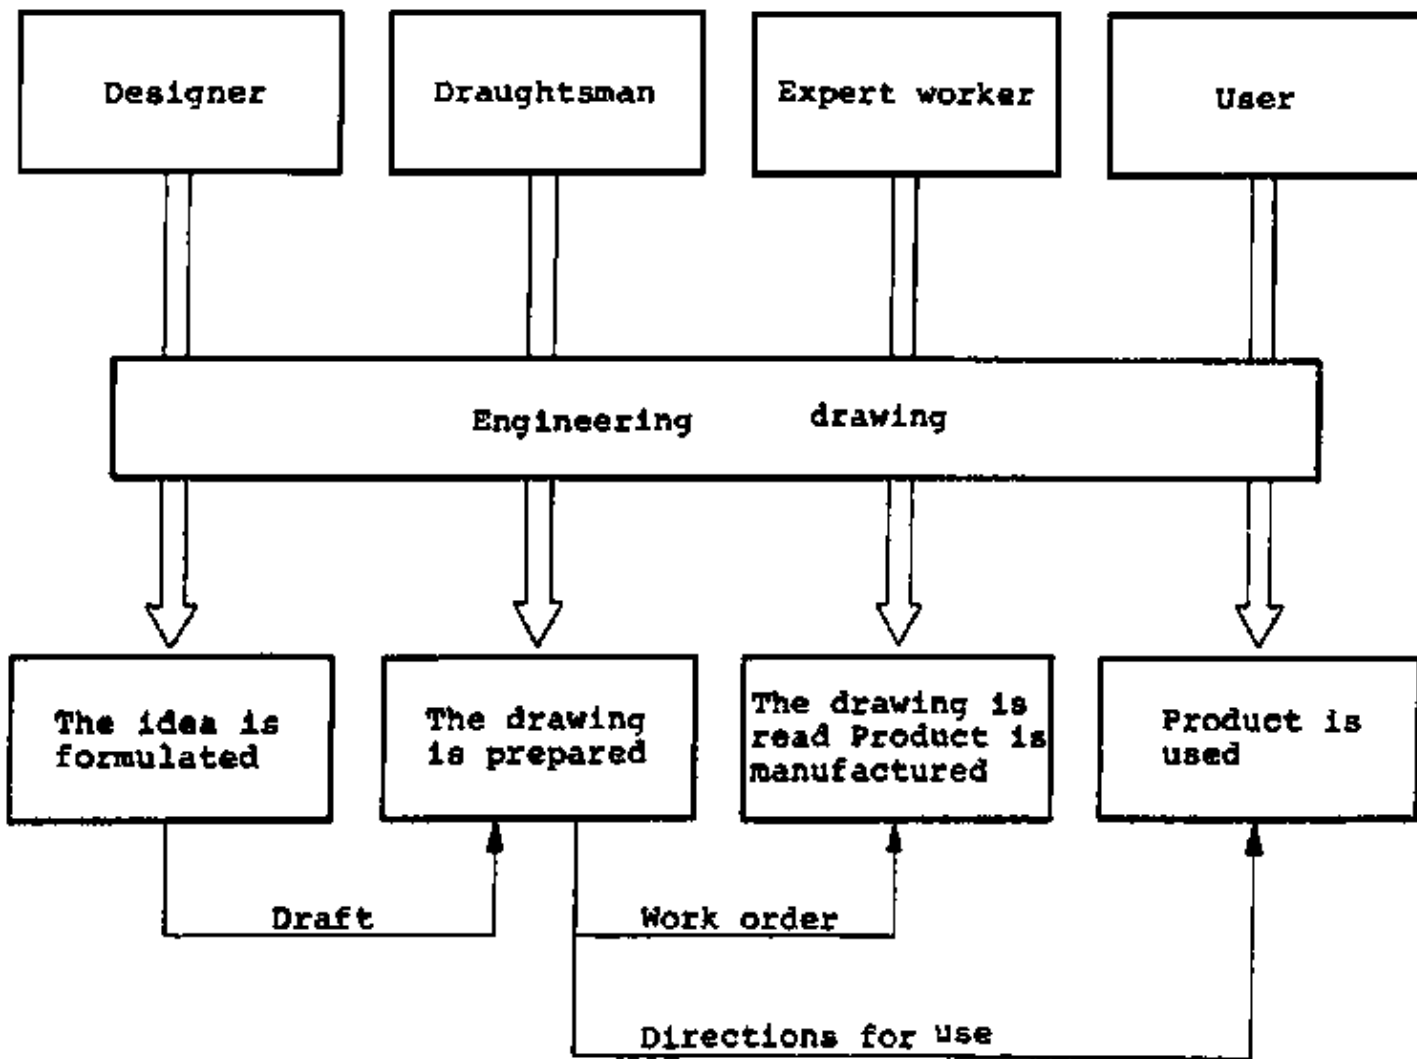 Designer
Draughtsman
Expert worker
User
Engineering drawing
The idea is
formulated
The drawing
is prepared
The drawing is
read Product is
manufactured
Product is
used
Draft
Work order
Directions for use